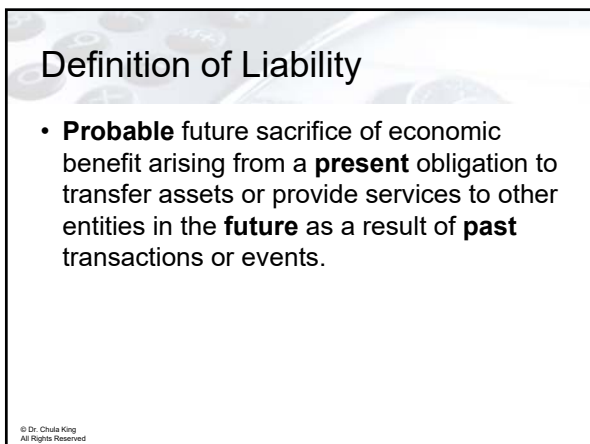 Definition of Liability
• Probable future sacrifice of economic
benefit arising from a present obligation to
transfer assets or provide services to other
entities in the future as a result of past
transactions or events.
© Dr. Chula King
All Rights Reserved